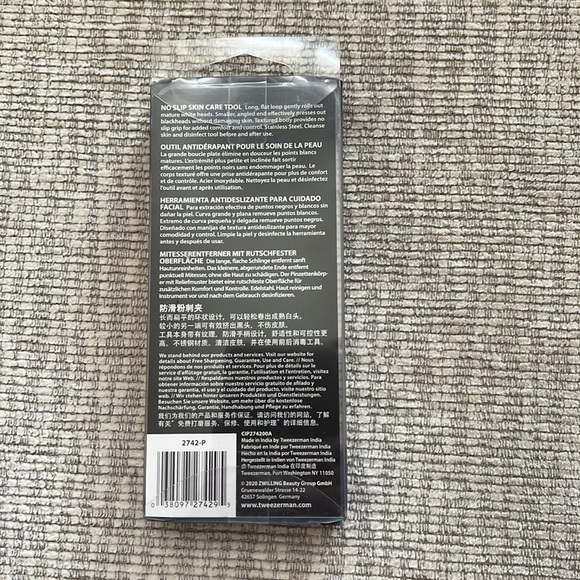 NO SLIP SKIN CARE TOOL Long, flat loop gently rolls out
mature white heads. Smaller, angled end effectively presses out
blackheads without damaging skin. Textured body provides no
slip grip for added comfort and control. Stainless Steel. Cleanse
skin and disinfect tool before and after use.
OUTIL ANTIDÉRAPANT POUR LE SOIN DE LA PEAU
La grande boucle plate élimine en douceur les points blancs
matures. L'extrémité plus petite et inclinée fait sortir
efficacement les points noirs sans endommager la peau. Le
corps texturé offre une prise antidérapante pour plus de confort
et de contrôle. Acier inoxydable. Nettoyez la peau et désinfectez
l'outil avant et après utilisation.
HERRAMIENTA ANTIDESLIZANTE PARA CUIDADO
FACIAL Para extración efectiva de puntos negros y blancos sin
dañar la piel. Curva grande y plana remueve puntos blancos.
Extremo de curva pequeña y delgada remueve puntos negros.
Diseñado con manijas de textura antideslizante para mayor
comodidad y control. Limpie la piel y desinfecte la herramienta
antes y después de usar.
MITESSERENTFERNER MIT RUTSCHFESTER
OBERFLÄCHE Die lange, flache Schlinge entfernt sanft
Hautunreinheiten. Das kleinere, abgerundete Ende entfernt
punktuell Mitesser, ohne die Haut zu schädigen. Der Pinzettenkörp-
er mit Reliefmuster bietet eine rutschfeste Oberfläche für
zusätzlichen Komfort und Kontrolle. Edelstahl. Haut reinigen und
Instrument vor und nach dem Gebrauch desinfizieren.
防滑粉刺夹
长而扁平的环状设计, 可以轻松卷出成熟白头,
较小的另一端可有效挤出黑头, 不伤皮肤.
工具本身带有纹理, 防滑手柄设计, 舒适性和可控性更
高, 不锈钢材质, 清洁皮肤, 并在使用前后消毒工具.
We stand behind our products and services. Visit our website for
details about Free Sharpening, Guarantee, Use and Care. // Nous
répondons de nos produits et services. Pour plus de détails sur le
service d'affûtage gratuit, la garantie, l'utilisation et l'entretien, visitez
notre site Web. // Respaldamos nuestros productos y servicios. Para
obtener información sobre nuestro servicio gratuito de afilado y
nuestra garantía, el uso y el cuidado, visite nuestro sitio
web. // Wir stehen hinter unseren Produkten und Dienstleistungen.
Besuchen Sie unsere Website, um mehr über die kostenlose
Nachschärfung, Garantie, Handhabung und Pflege zu erfahren.
我们为我们的产品和服务作保证. 请访问我们的网站, 了解
有关" 免费打磨服务、保修、使用和护理" 的详细信息.
2742-P
0 38097 27429 5
CIP274200A
Made in India by Tweezerman India
Fabriqué en Inde par Tweezerman India
Hecho en la India por Tweezerman India
Hergestellt in Indien von Tweezerman India
由 Tweezerman India 在印度制造
Tweezerman, Port Washington NY 11050
© 2020 ZWILLING Beauty Group GmbH
Gruenewalder Strasse 14-22
42657 Solingen Germany
www.tweezerman.com